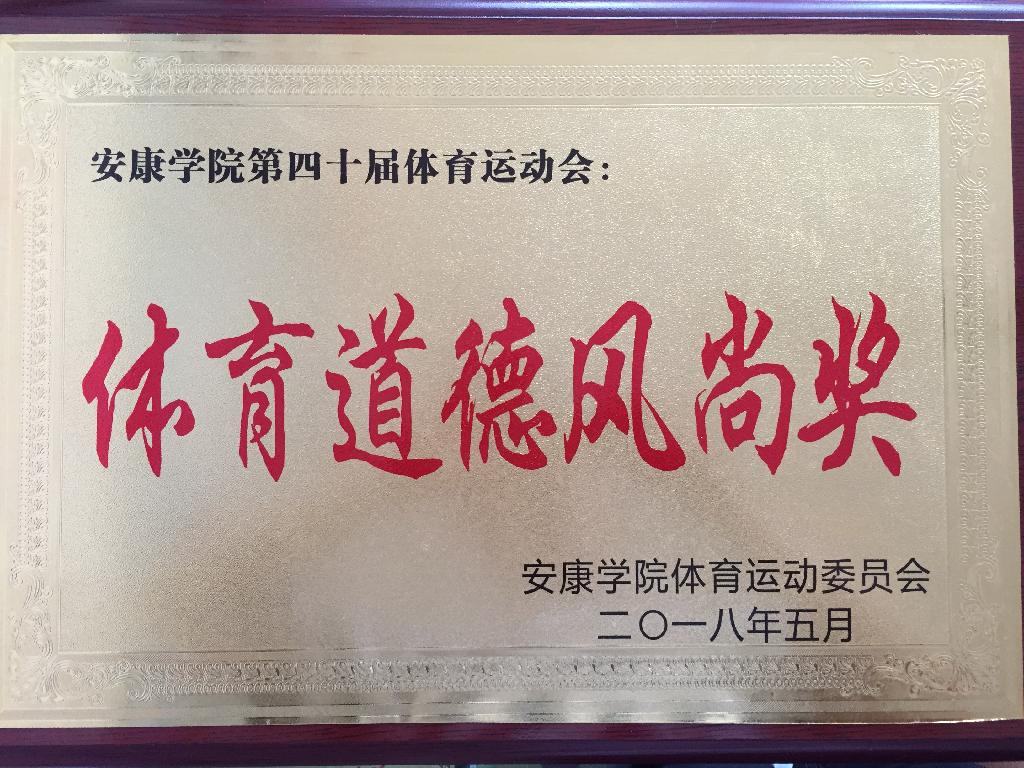 安康学院第四十届体育运动会：
体育道德风尚奖
安康学院体育运动委员会
二〇一八年五月